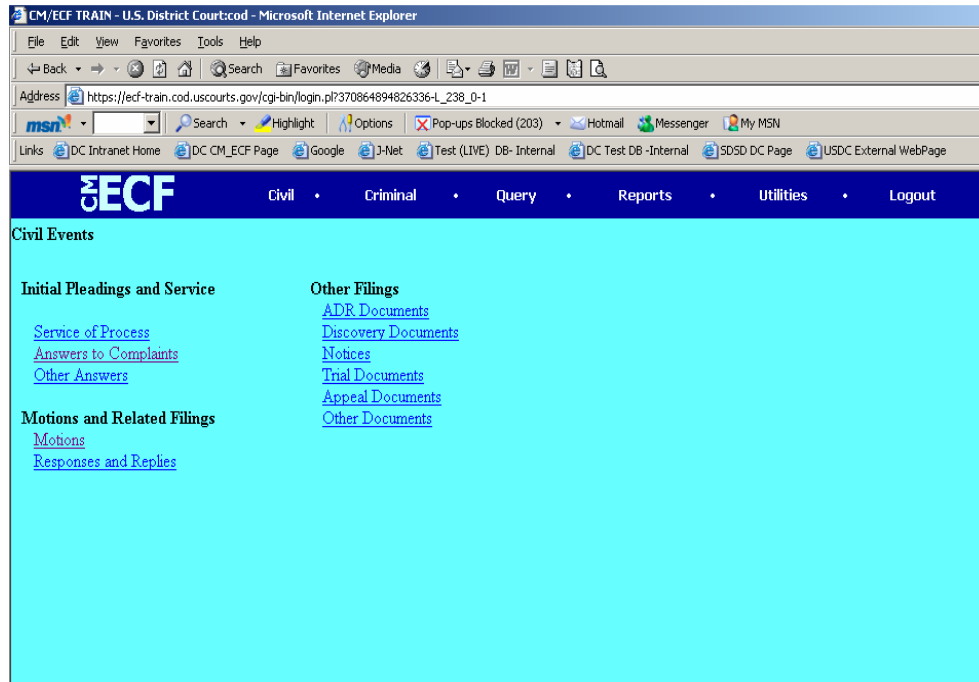 CM/ECF TRAIN - U.S. District Court:cod - Microsoft Internet Explorer
File Edit View Favorites Tools Help
Back Search Favorites Media
Address https://ecf-train.cod.uscourts.gov/cgi-bin/login.pl?370864894826336-L_238_0-1
msn Search Highlight Options Pop-ups Blocked (203) Hotmail Messenger My MSN
Links DC Intranet Home DC CM_ECF Page Google J-Net Test (LIVE) DB- Internal DC Test DB -Internal SDSD DC Page USDC External WebPage
CM ECF Civil • Criminal • Query • Reports • Utilities • Logout
Civil Events
Initial Pleadings and Service
Service of Process
Answers to Complaints
Other Answers
Motions and Related Filings
Motions
Responses and Replies
Other Filings
ADR Documents
Discovery Documents
Notices
Trial Documents
Appeal Documents
Other Documents